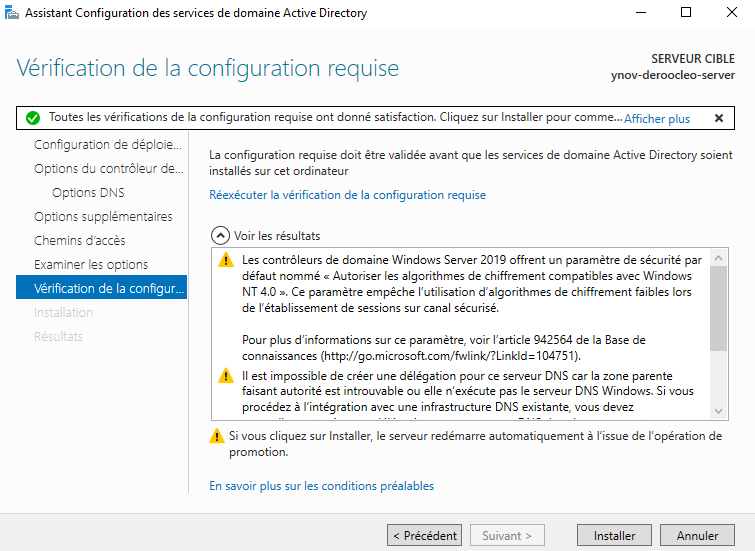 Assistant Configuration des services de domaine Active Directory
Vérification de la configuration requise
SERVEUR CIBLE
ynov-deroocleo-server
Toutes les vérifications de la configuration requise ont donné satisfaction. Cliquez sur Installer pour comme... Afficher plus
Configuration de déploie...
Options du contrôleur de...
Options DNS
Options supplémentaires
Chemins d'accès
Examiner les options
Vérification de la configur...
Installation
Résultats
La configuration requise doit être validée avant que les services de domaine Active Directory soient
installés sur cet ordinateur
Réexécuter la vérification de la configuration requise
Voir les résultats
Les contrôleurs de domaine Windows Server 2019 offrent un paramètre de sécurité par
défaut nommé « Autoriser les algorithmes de chiffrement compatibles avec Windows
NT 4.0 ». Ce paramètre empêche l'utilisation d'algorithmes de chiffrement faibles lors
de l'établissement de sessions sur canal sécurisé.
Pour plus d'informations sur ce paramètre, voir l'article 942564 de la Base de
connaissances (http://go.microsoft.com/fwlink/?LinkId=104751).
Il est impossible de créer une délégation pour ce serveur DNS car la zone parente
faisant autorité est introuvable ou elle n'exécute pas le serveur DNS Windows. Si vous
procédez à l'intégration avec une infrastructure DNS existante, vous devez
Si vous cliquez sur Installer, le serveur redémarre automatiquement à l'issue de l'opération de
promotion.
En savoir plus sur les conditions préalables
< Précédent
Suivant >
Installer
Annuler